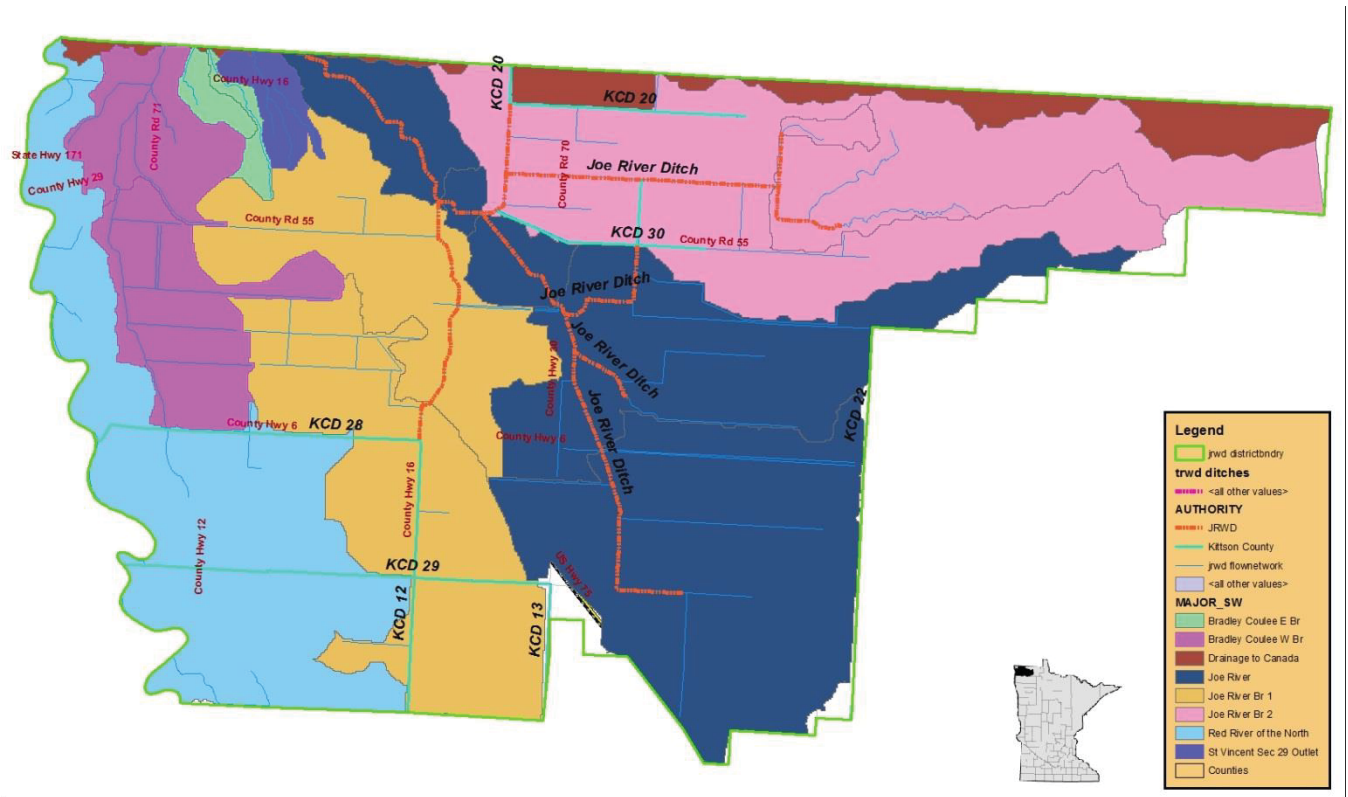 KCD 20
County Hwy 16
KCD 20
County Rd 71
State Hwy 171
County Hwy 29
County Rd 70
Joe River Ditch
County Rd 55
KCD 30
County Rd 55
Joe River Ditch
Joe River Ditch
Joe River Ditch
KCD 22
County Hwy 6
KCD 28
County Hwy 16
County Hwy 12
KCD 29
US Hwy 75
KCD 12
KCD 13
Legend
jrwd districtbndry
trwd ditches
<all other values>
AUTHORITY
JRWD
Kittson County
jrwd flownetwork
<all other values>
MAJOR_SW
Bradley Coulee E Br
Bradley Coulee W Br
Drainage to Canada
Joe River
Joe River Br 1
Joe River Br 2
Red River of the North
St Vincent Sec 29 Outlet
Counties